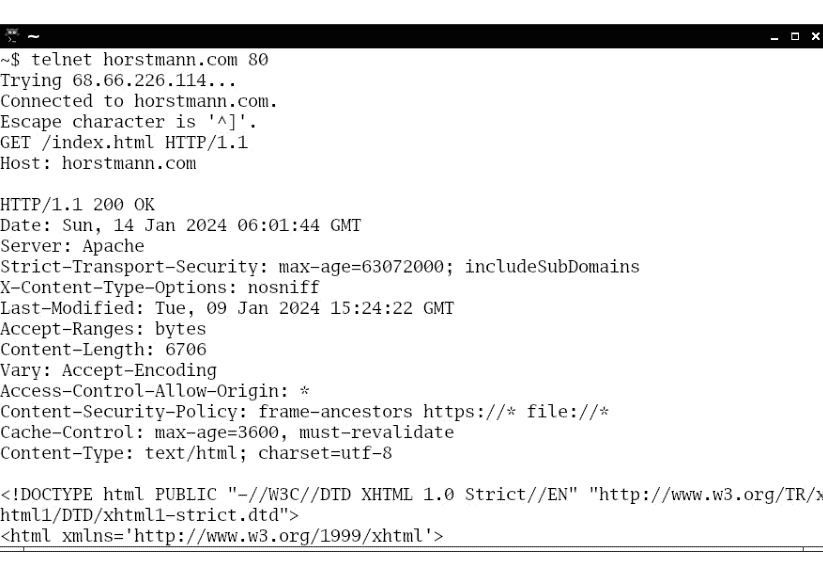 ~
~$ telnet horstmann.com 80
Trying 68.66.226.114...
Connected to horstmann.com.
Escape character is '^]'.
GET /index.html HTTP/1.1
Host: horstmann.com

HTTP/1.1 200 OK
Date: Sun, 14 Jan 2024 06:01:44 GMT
Server: Apache
Strict-Transport-Security: max-age=63072000; includeSubDomains
X-Content-Type-Options: nosniff
Last-Modified: Tue, 09 Jan 2024 15:24:22 GMT
Accept-Ranges: bytes
Content-Length: 6706
Vary: Accept-Encoding
Access-Control-Allow-Origin: *
Content-Security-Policy: frame-ancestors https://* file://*
Cache-Control: max-age=3600, must-revalidate
Content-Type: text/html; charset=utf-8

<!DOCTYPE html PUBLIC "-//W3C//DTD XHTML 1.0 Strict//EN" "http://www.w3.org/TR/x
html1/DTD/xhtml1-strict.dtd">
<html xmlns='http://www.w3.org/1999/xhtml'>